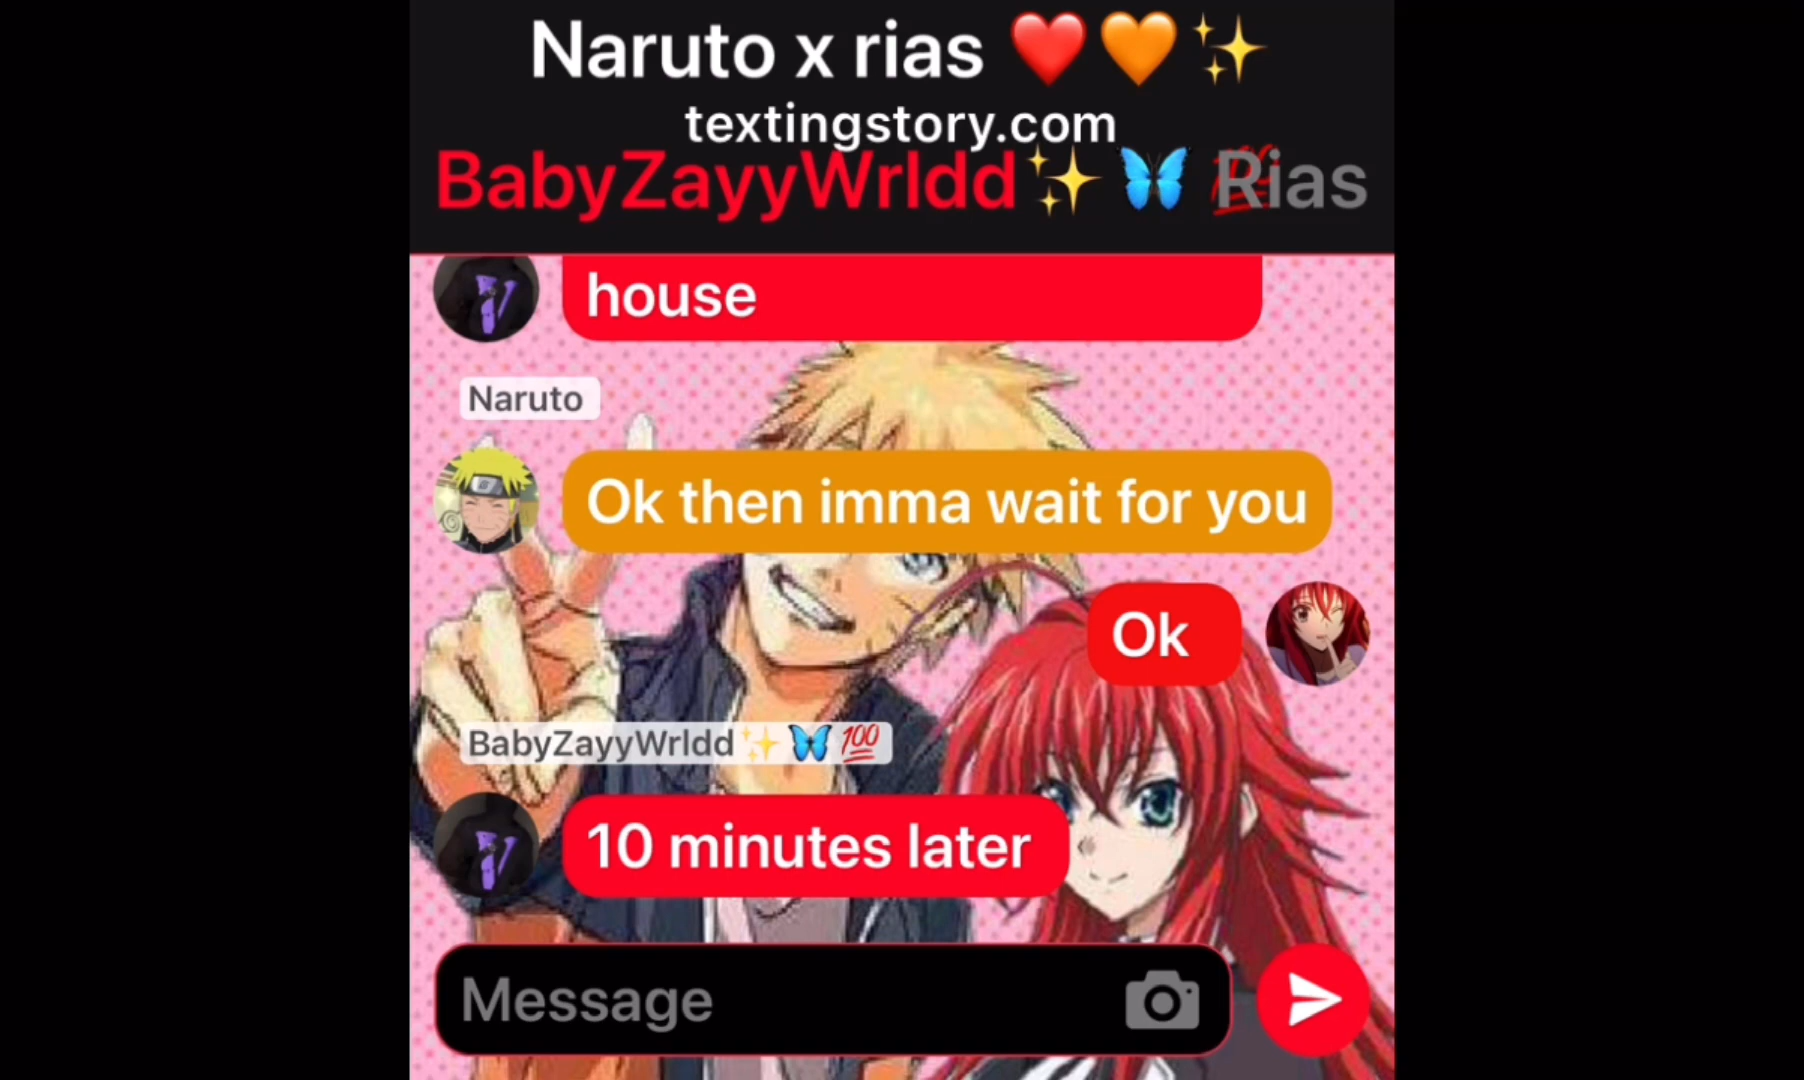 Naruto x rias ❤️🧡✨
textingstory.com
BabyZayyWrldd✨🦋💯 Rias
house
Naruto
Ok then imma wait for you
Ok
BabyZayyWrldd✨🦋💯
10 minutes later
Message